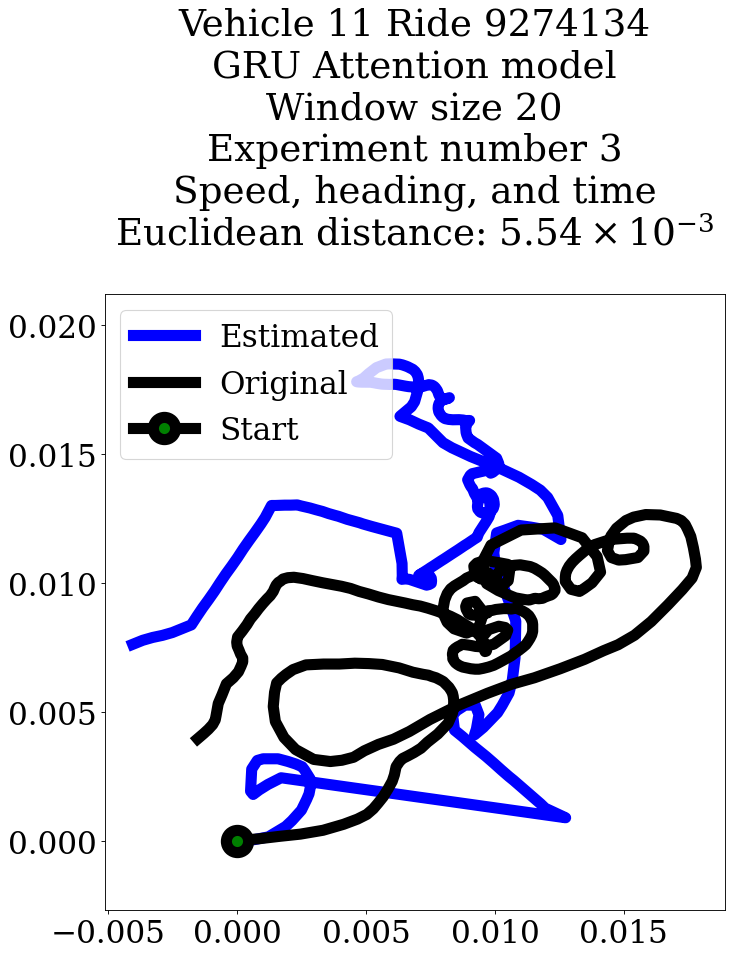 Vehicle 11 Ride 9274134
GRU Attention model
Window size 20
Experiment number 3
Speed, heading, and time
Euclidean distance: 5.54 × 10⁻³
Estimated
Original
Start
0.020
0.015
0.010
0.005
0.000
−0.005 0.000 0.005 0.010 0.015